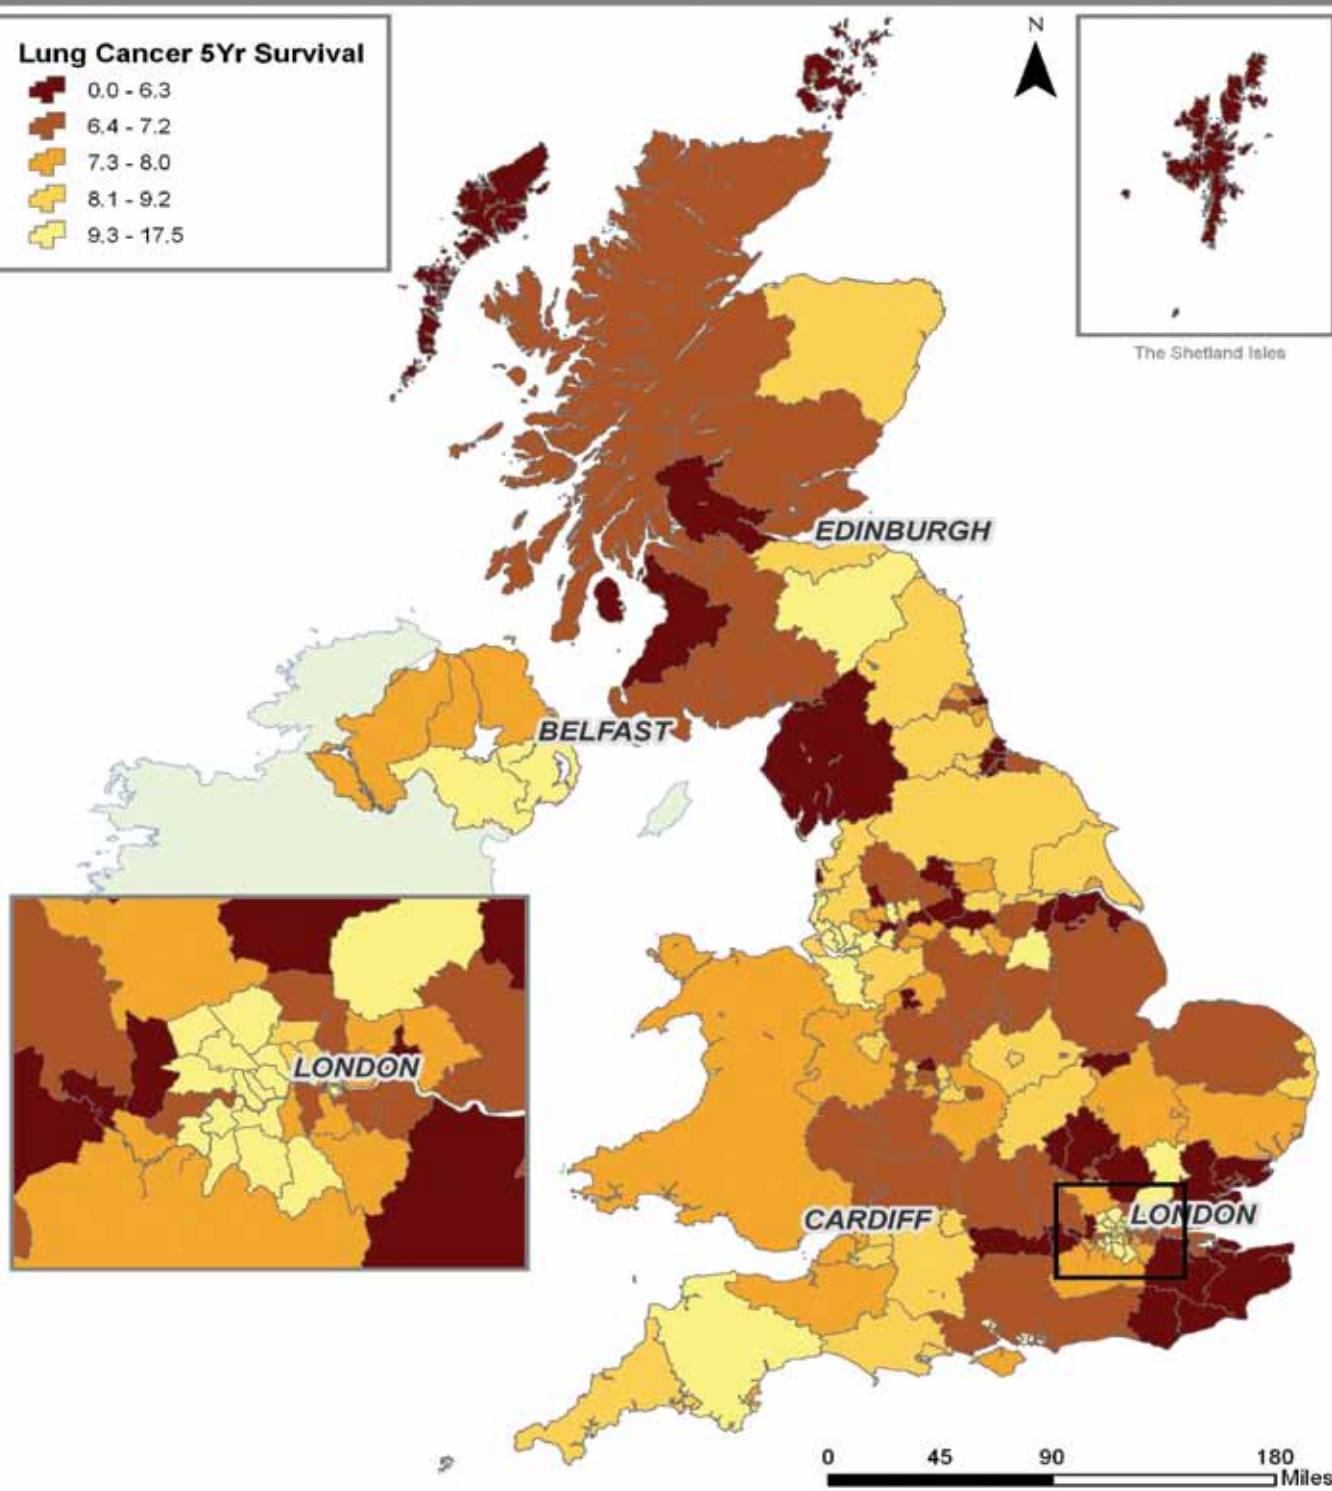 Lung Cancer 5Yr Survival
0.0 - 6.3
6.4 - 7.2
7.3 - 8.0
8.1 - 9.2
9.3 - 17.5
N
The Shetland Isles
EDINBURGH
BELFAST
LONDON
CARDIFF
LONDON
0 45 90 180
Miles